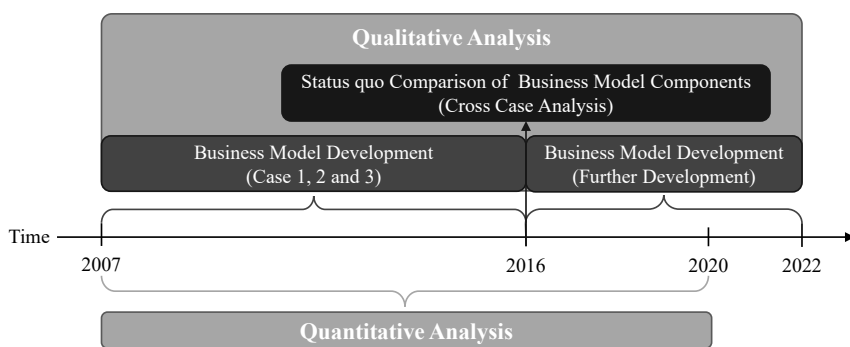 Qualitative Analysis
Status quo Comparison of Business Model Components
(Cross Case Analysis)
Business Model Development
(Case 1, 2 and 3)
Business Model Development
(Further Development)
Time
2007
2016
2020
2022
Quantitative Analysis